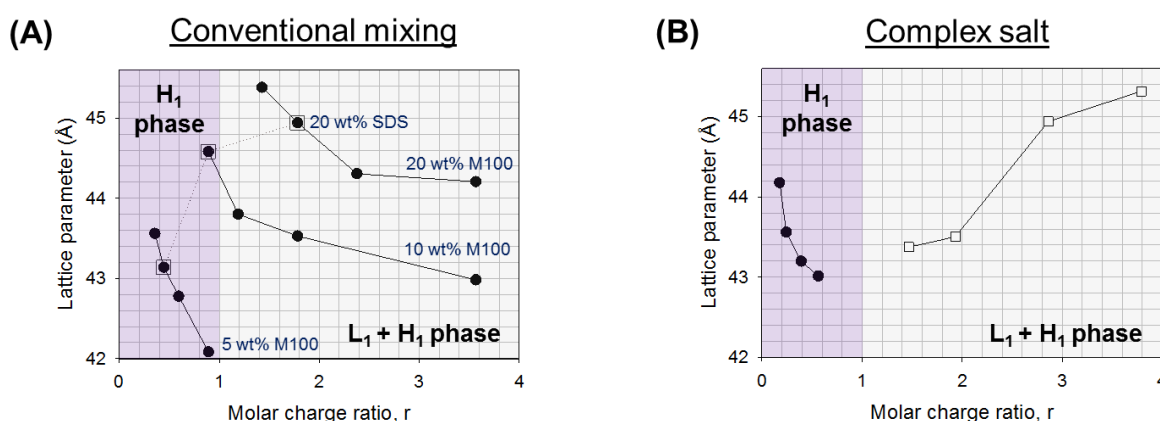 (A)
Conventional mixing
H1
phase
20 wt% SDS
20 wt% M100
10 wt% M100
5 wt% M100
L1 + H1 phase
45
44
43
42
Lattice parameter (Å)
0 1 2 3 4
Molar charge ratio, r
(B)
Complex salt
H1
phase
L1 + H1 phase
45
44
43
42
Lattice parameter (Å)
0 1 2 3 4
Molar charge ratio, r